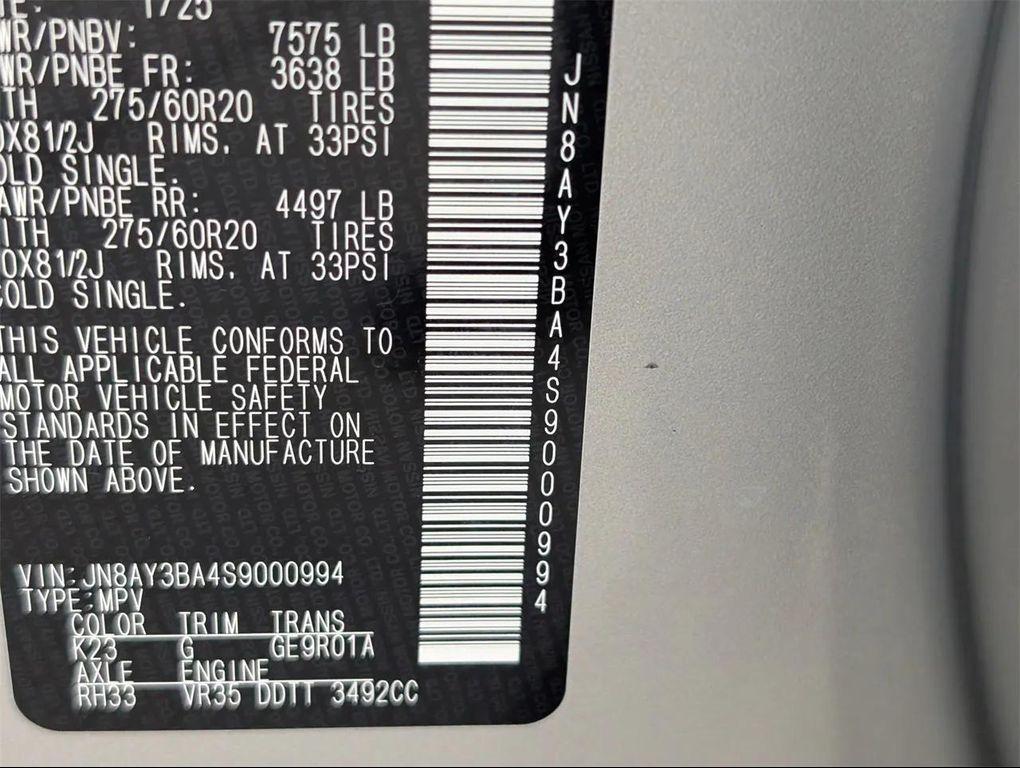 1/25
WR/PNBV: 7575 LB
WR/PNBE FR: 3638 LB
ITH 275/60R20 TIRES
0X81/2J RIMS, AT 33PSI
OLD SINGLE.
AWR/PNBE RR: 4497 LB
ITH 275/60R20 TIRES
0X81/2J RIMS, AT 33PSI
COLD SINGLE.
THIS VEHICLE CONFORMS TO
ALL APPLICABLE FEDERAL
MOTOR VEHICLE SAFETY
STANDARDS IN EFFECT ON
THE DATE OF MANUFACTURE
SHOWN ABOVE.
VIN:JN8AY3BA4S9000994
TYPE:MPV
COLOR TRIM TRANS
K23 G GE9R01A
AXLE ENGINE
RH33 VR35 DDTT 3492CC
JN8AY3BA4S9000994